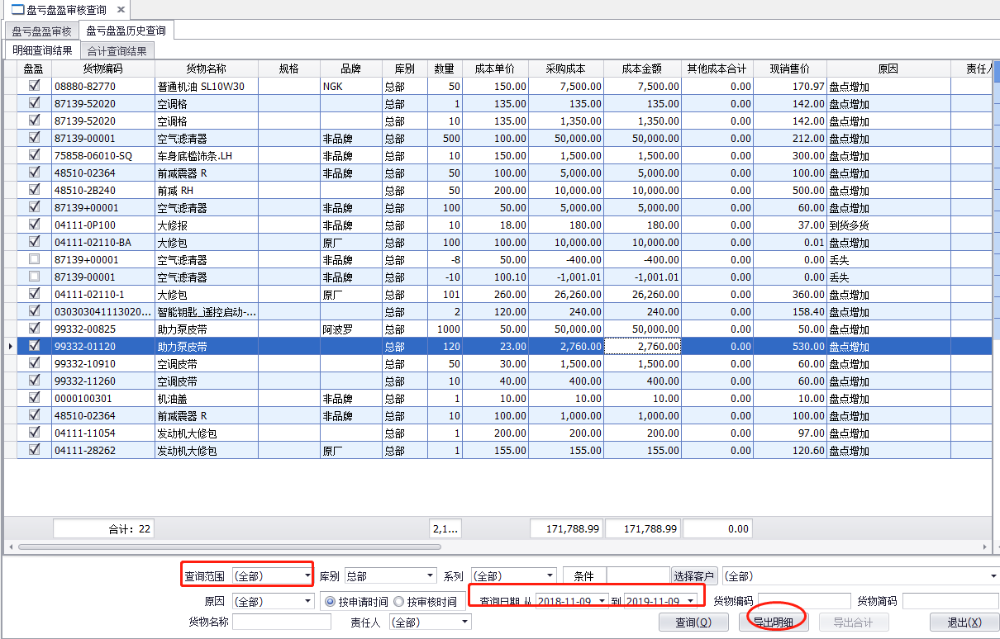 盘亏盘盈审核查询 ×
盘亏盘盈审核 盘亏盘盈历史查询
明细查询结果 合计查询结果
盘盈 货物编码 货物名称 规格 品牌 库别 数量 成本单价 采购成本 成本金额 其他成本合计 现销售价 原因 责任人
08880-82770 普通机油 SL10W30 NGK 总部 50 150.00 7,500.00 7,500.00 0.00 170.97 盘点增加
87139-52020 空调格 总部 1 135.00 135.00 135.00 0.00 142.00 盘点增加
87139-52020 空调格 总部 10 135.00 1,350.00 1,350.00 0.00 142.00 盘点增加
87139-00001 空气滤清器 非品牌 总部 500 100.00 50,000.00 50,000.00 0.00 212.00 盘点增加
75858-06010-SQ 车身底槛饰条.LH 非品牌 总部 10 150.00 1,500.00 1,500.00 0.00 300.00 盘点增加
48510-02364 前减震器 R 非品牌 总部 50 100.00 5,000.00 5,000.00 0.00 100.00 盘点增加
48510-2B240 前减 RH 总部 50 200.00 10,000.00 10,000.00 0.00 500.00 盘点增加
87139+00001 空气滤清器 非品牌 总部 100 50.00 5,000.00 5,000.00 0.00 60.00 盘点增加
04111-0P100 大修报 非品牌 总部 10 18.00 180.00 180.00 0.00 37.00 到货多货
04111-02110-BA 大修包 原厂 总部 100 100.00 10,000.00 10,000.00 0.00 0.01 盘点增加
87139+00001 空气滤清器 非品牌 总部 -8 50.00 -400.00 -400.00 0.00 0.00 丢失
87139-00001 空气滤清器 非品牌 总部 -10 100.10 -1,001.01 -1,001.01 0.00 0.00 丢失
04111-02110-1 大修包 原厂 总部 101 260.00 26,260.00 26,260.00 0.00 360.00 盘点增加
030303041113020... 智能钥匙_遥控启动-... 总部 2 120.00 240.00 240.00 0.00 158.40 盘点增加
99332-00825 助力泵皮带 阿波罗 总部 1000 50.00 50,000.00 50,000.00 0.00 50.00 盘点增加
99332-01120 助力泵皮带 总部 120 23.00 2,760.00 2,760.00 0.00 530.00 盘点增加
99332-10910 空调皮带 总部 50 30.00 1,500.00 1,500.00 0.00 60.00 盘点增加
99332-11260 空调皮带 总部 10 40.00 400.00 400.00 0.00 60.00 盘点增加
0000100301 机油盖 非品牌 总部 1 10.00 10.00 10.00 0.00 10.00 盘点增加
48510-02364 前减震器 R 非品牌 总部 10 100.00 1,000.00 1,000.00 0.00 100.00 盘点增加
04111-11054 发动机大修包 总部 1 200.00 200.00 200.00 0.00 97.00 盘点增加
04111-28262 发动机大修包 原厂 总部 1 155.00 155.00 155.00 0.00 120.60 盘点增加
合计：22 2,1... 171,788.99 171,788.99 0.00
查询范围 (全部) 库别 总部 系列 (全部) 条件 选择客户 (全部)
原因 (全部) 按申请时间 按审核时间 查询日期 从 2018-11-09 到 2019-11-09 货物编码 货物简码
货物名称 责任人 (全部) 查询(Q) 导出明细 导出合计 退出(X)